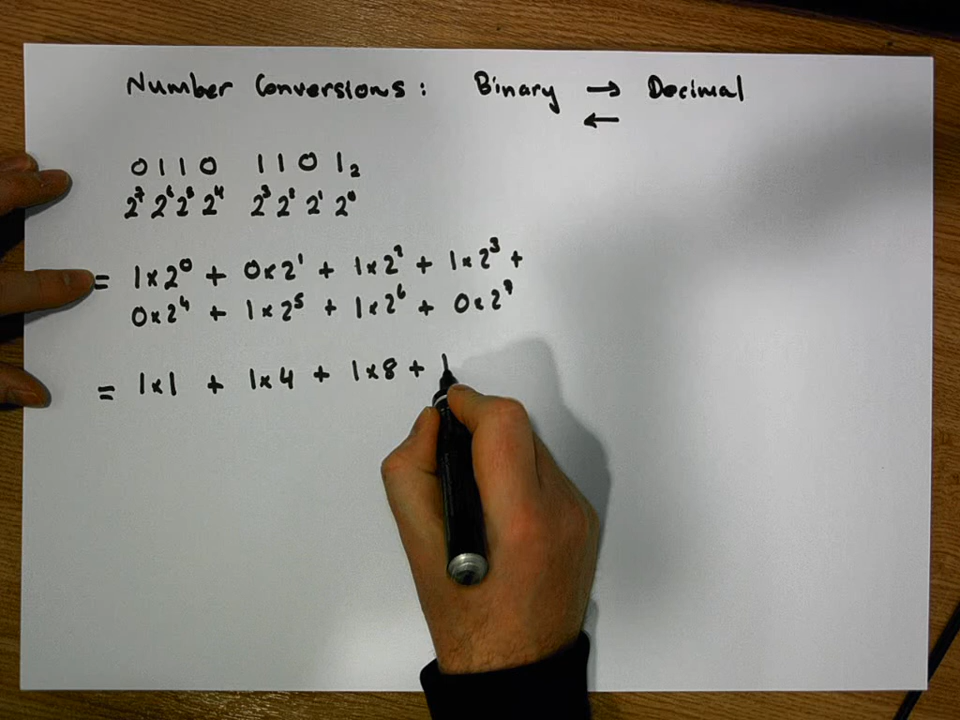 Number Conversions: Binary → Decimal
←
0110 1101₂
2⁷ 2⁶ 2⁵ 2⁴ 2³ 2² 2¹ 2⁰
= 1×2⁰ + 0×2¹ + 1×2² + 1×2³ +
0×2⁴ + 1×2⁵ + 1×2⁶ + 0×2⁷
= 1×1 + 1×4 + 1×8 + 1